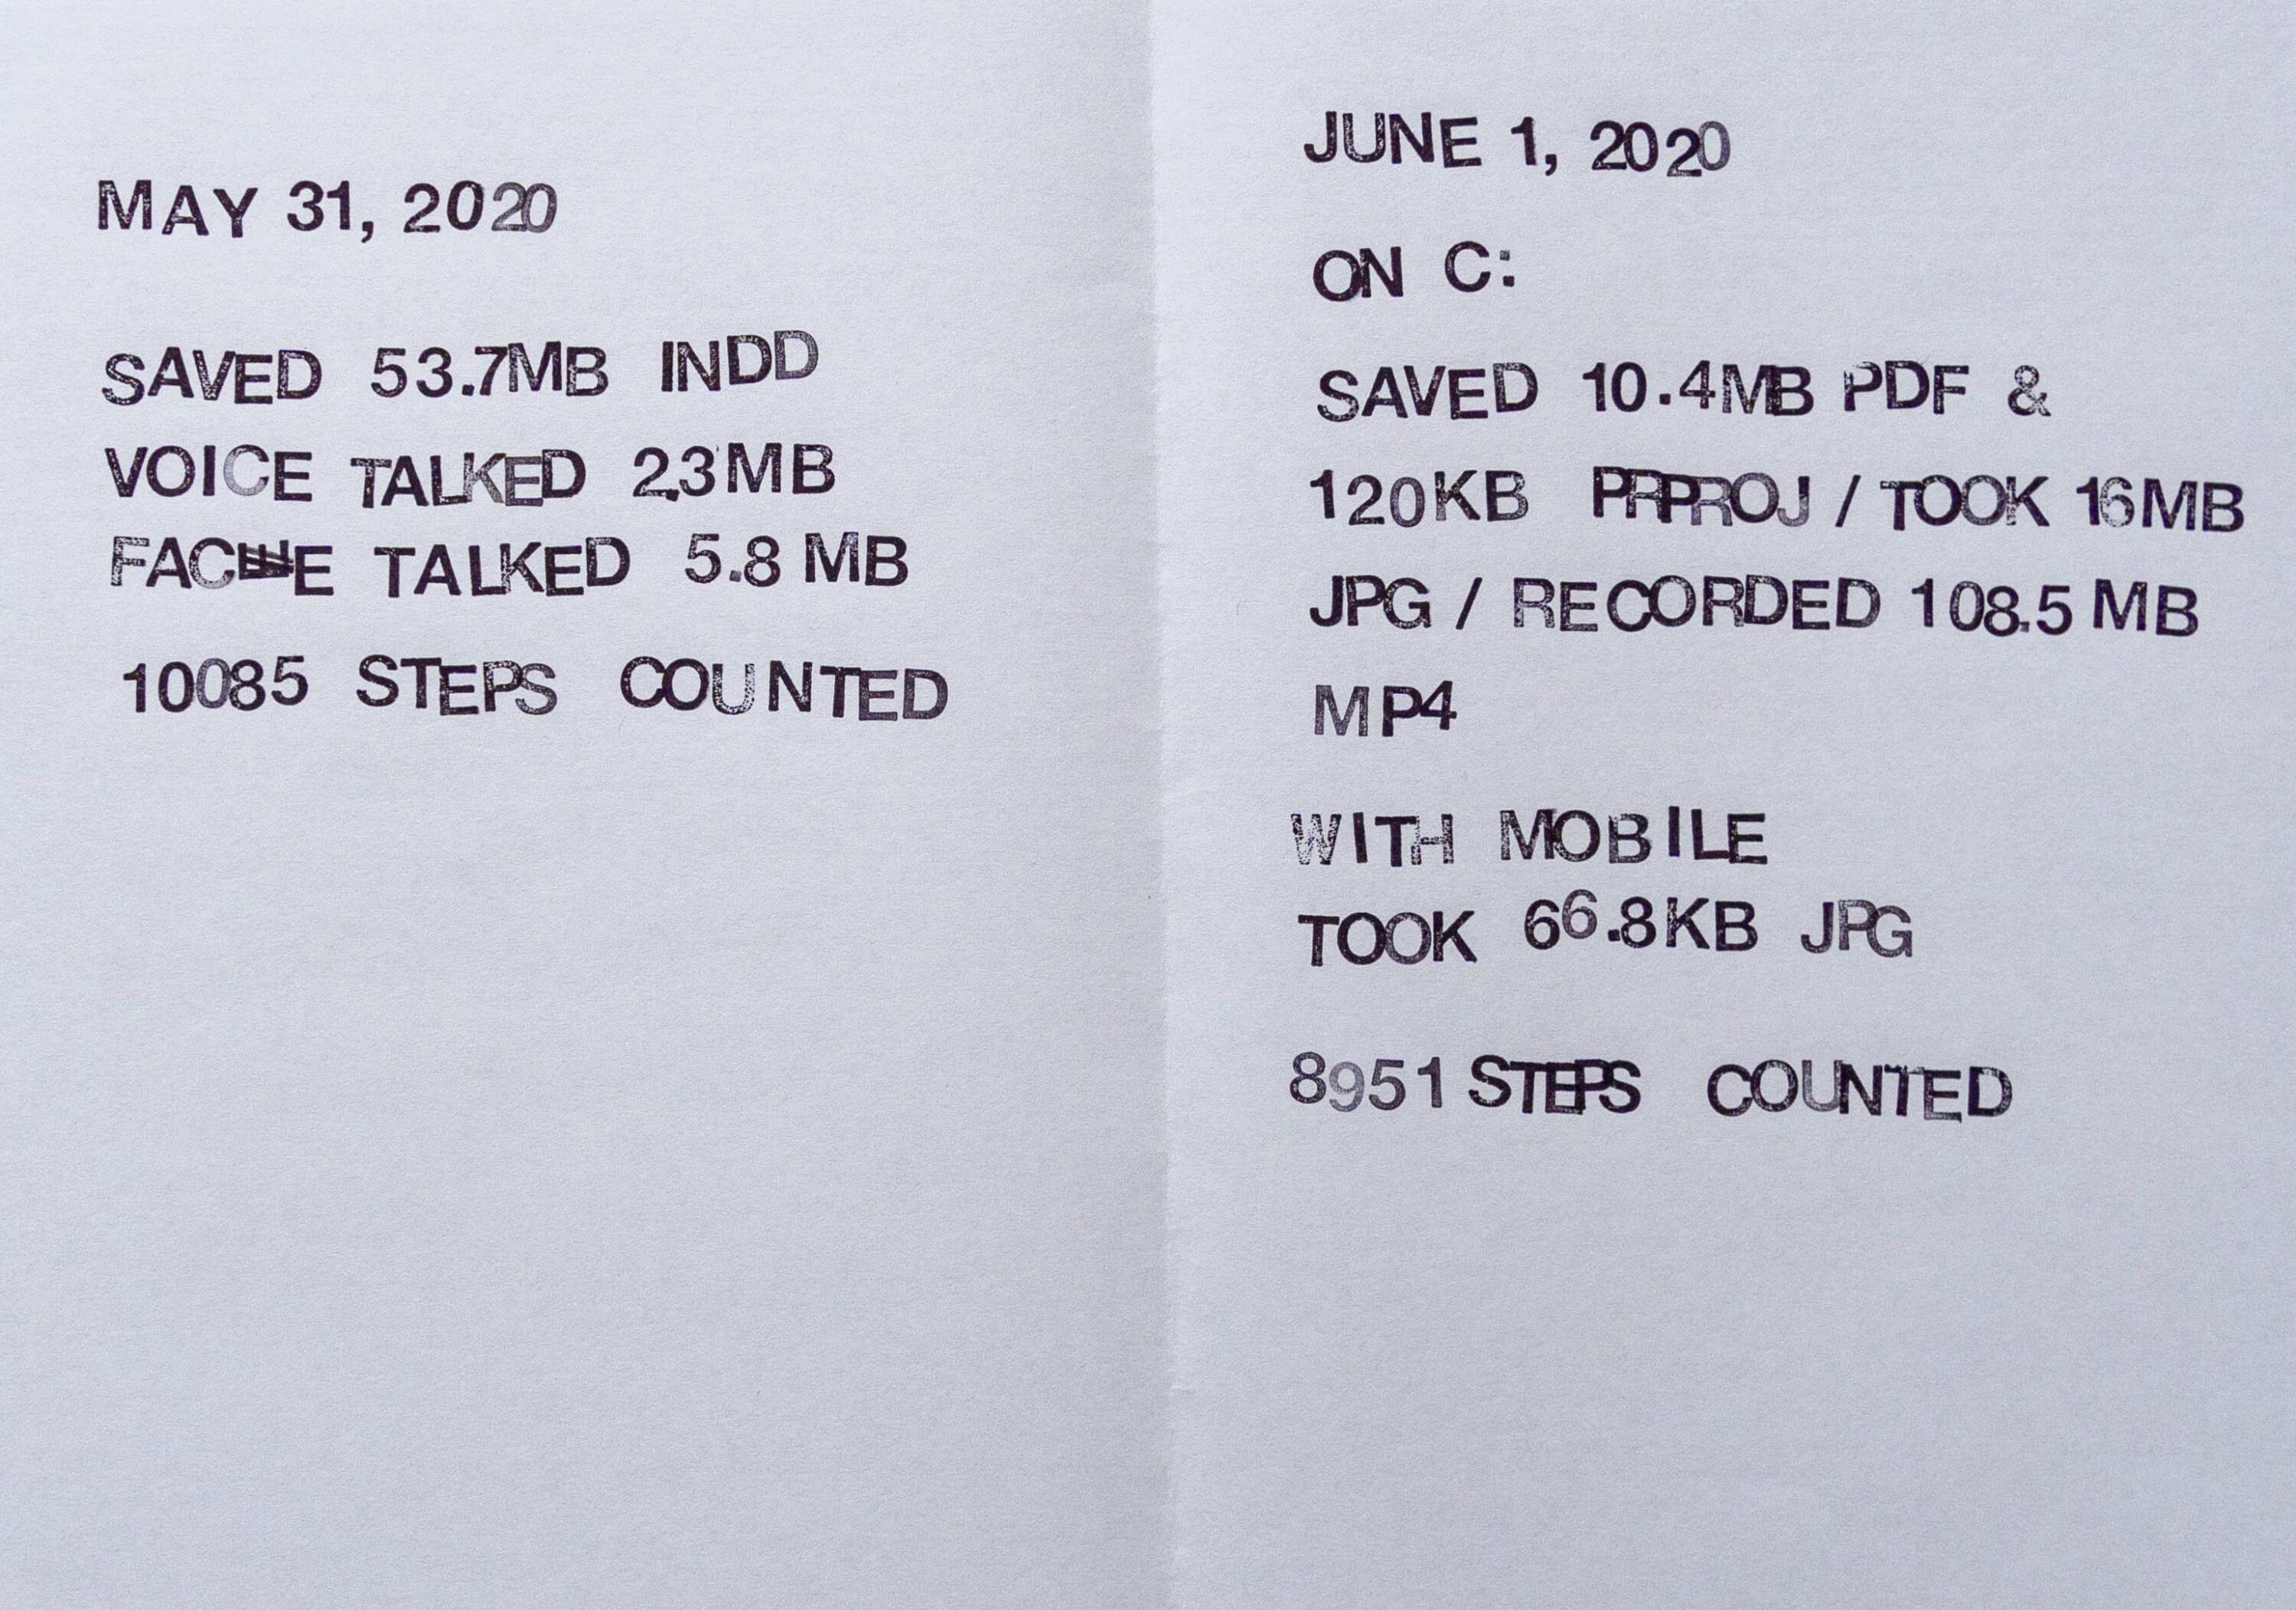 MAY 31, 2020
SAVED 53.7MB INDD
VOICE TALKED 2.3MB
FACE TALKED 5.8 MB
10085 STEPS COUNTED
JUNE 1, 2020
ON C:
SAVED 10.4MB PDF &
120KB PRPROJ / TOOK 16MB
JPG / RECORDED 108.5 MB
MP4
WITH MOBILE
TOOK 66.8KB JPG
8951 STEPS COUNTED